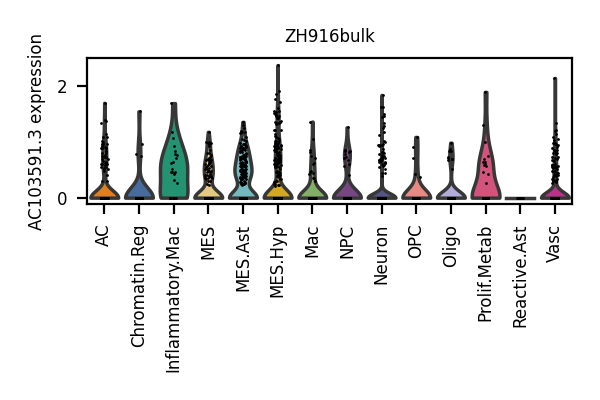 ZH916bulk
AC103591.3 expression
2
0
AC
Chromatin.Reg
Inflammatory.Mac
MES
MES.Ast
MES.Hyp
Mac
NPC
Neuron
OPC
Oligo
Prolif.Metab
Reactive.Ast
Vasc